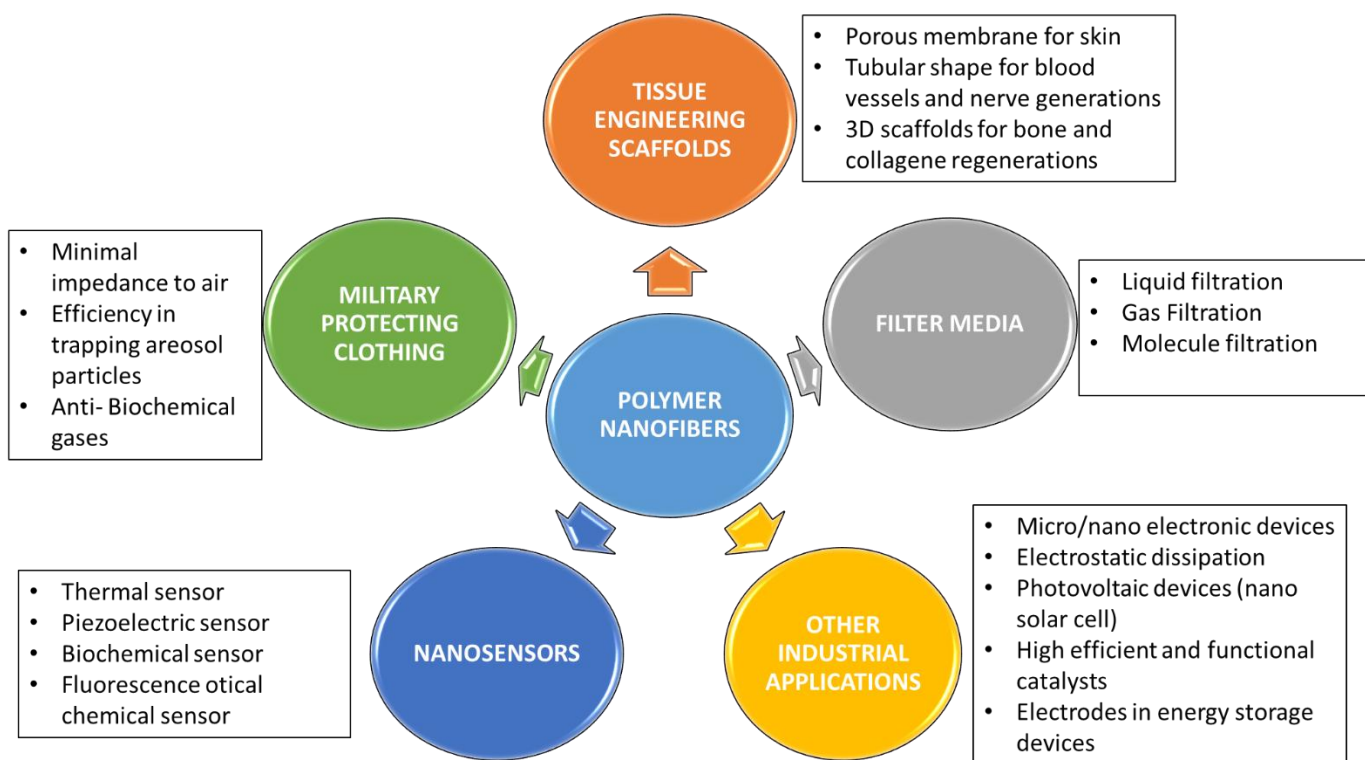 TISSUE
ENGINEERING
SCAFFOLDS
• Porous membrane for skin
• Tubular shape for blood
vessels and nerve generations
• 3D scaffolds for bone and
collagene regenerations
• Minimal
impedance to air
• Efficiency in
trapping areosol
particles
• Anti- Biochemical
gases
MILITARY
PROTECTING
CLOTHING
POLYMER
NANOFIBERS
FILTER MEDIA
• Liquid filtration
• Gas Filtration
• Molecule filtration
• Thermal sensor
• Piezoelectric sensor
• Biochemical sensor
• Fluorescence otical
chemical sensor
NANOSENSORS
OTHER
INDUSTRIAL
APPLICATIONS
• Micro/nano electronic devices
• Electrostatic dissipation
• Photovoltaic devices (nano
solar cell)
• High efficient and functional
catalysts
• Electrodes in energy storage
devices